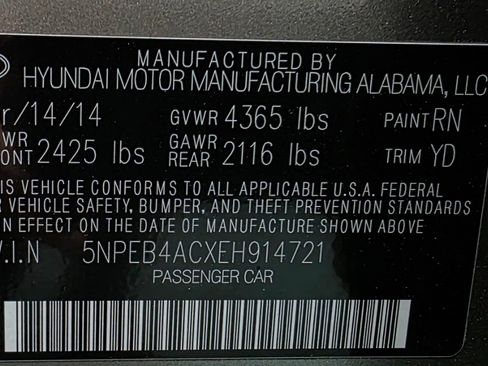 MANUFACTURED BY
HYUNDAI MOTOR MANUFACTURING ALABAMA, LLC
r/14/14 GVWR 4365 lbs PAINT RN
WR GAWR
ONT 2425 lbs REAR 2116 lbs TRIM YD
IS VEHICLE CONFORMS TO ALL APPLICABLE U.S.A. FEDERAL
R VEHICLE SAFETY, BUMPER, AND THEFT PREVENTION STANDARDS
N EFFECT ON THE DATE OF MANUFACTURE SHOWN ABOVE.
V.I.N 5NPEB4ACXEH914721
PASSENGER CAR